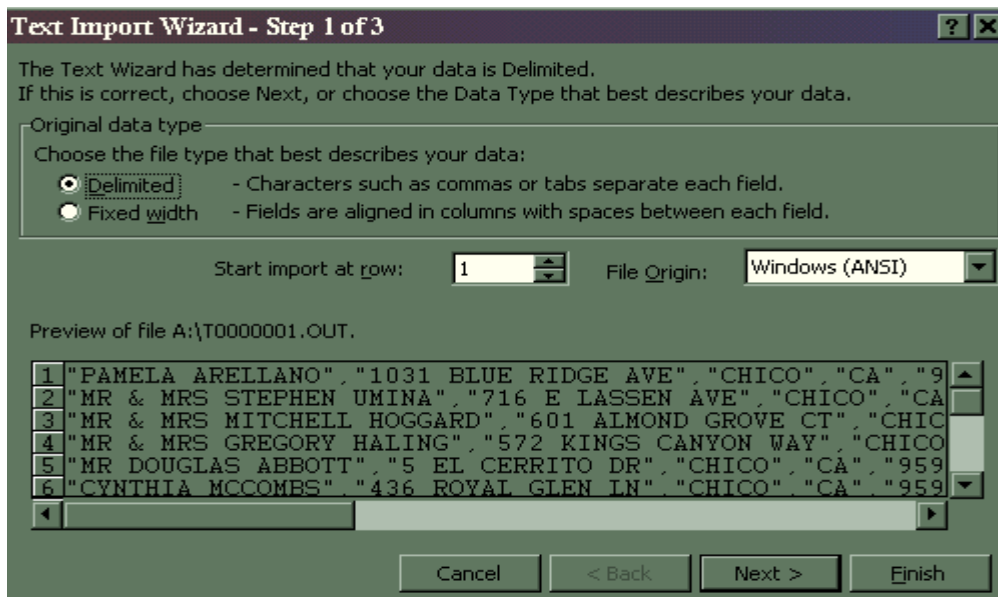 Text Import Wizard - Step 1 of 3
The Text Wizard has determined that your data is Delimited.
If this is correct, choose Next, or choose the Data Type that best describes your data.
Original data type
Choose the file type that best describes your data:
Delimited - Characters such as commas or tabs separate each field.
Fixed width - Fields are aligned in columns with spaces between each field.
Start import at row: 1 File Origin: Windows (ANSI)
Preview of file A:\T0000001.OUT.
1 "PAMELA ARELLANO","1031 BLUE RIDGE AVE","CHICO","CA","9
2 "MR & MRS STEPHEN UMINA","716 E LASSEN AVE","CHICO","CA
3 "MR & MRS MITCHELL HOGGARD","601 ALMOND GROVE CT","CHIC
4 "MR & MRS GREGORY HALING","572 KINGS CANYON WAY","CHICO
5 "MR DOUGLAS ABBOTT","5 EL CERRITO DR","CHICO","CA","959
6 "CYNTHIA MCCOMBS","436 ROYAL GLEN LN","CHICO","CA","959
Cancel < Back Next > Finish